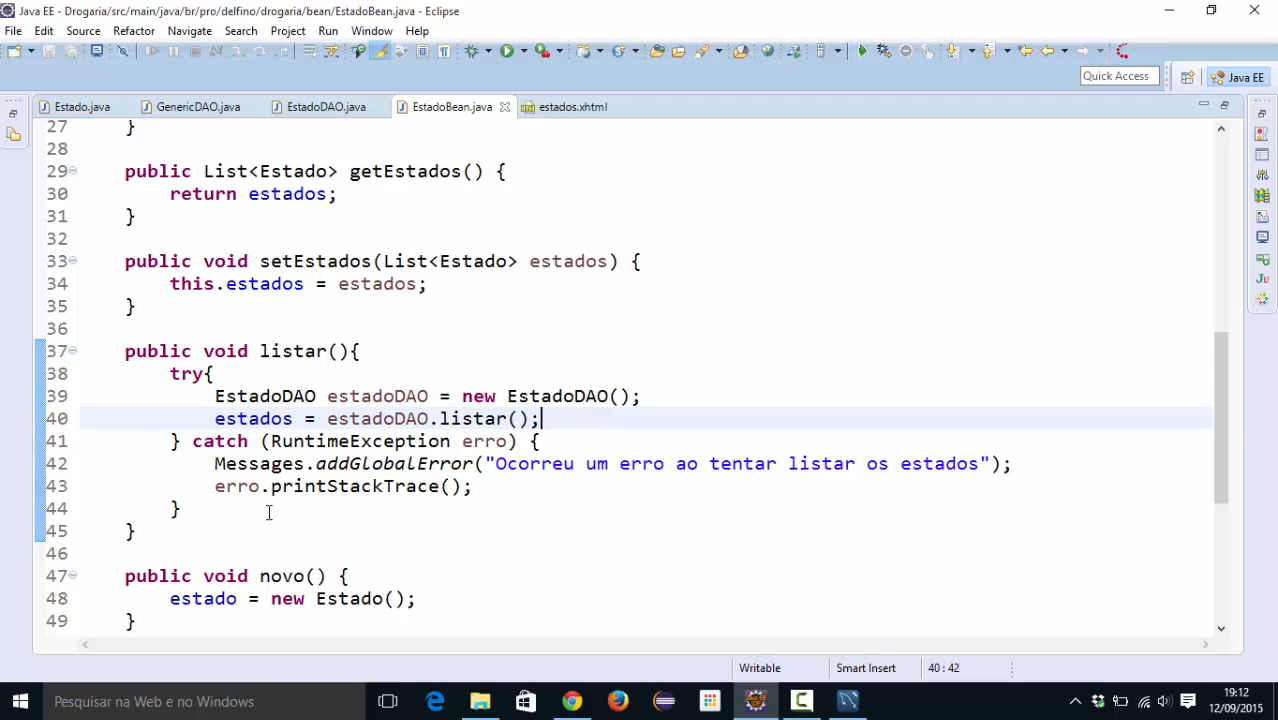 Java EE - Drogaria/src/main/java/br/pro/delfino/drogaria/bean/EstadoBean.java - Eclipse
File Edit Source Refactor Navigate Search Project Run Window Help
Quick Access Java EE
Estado.java GenericDAO.java EstadoDAO.java EstadoBean.java estados.xhtml
27 }
28
29 public List<Estado> getEstados() {
30 return estados;
31 }
32
33 public void setEstados(List<Estado> estados) {
34 this.estados = estados;
35 }
36
37 public void listar(){
38 try{
39 EstadoDAO estadoDAO = new EstadoDAO();
40 estados = estadoDAO.listar();
41 } catch (RuntimeException erro) {
42 Messages.addGlobalError("Ocorreu um erro ao tentar listar os estados");
43 erro.printStackTrace();
44 }
45 }
46
47 public void novo() {
48 estado = new Estado();
49 }
Writable Smart Insert 40 : 42
Pesquisar na Web e no Windows
19:12
12/09/2015